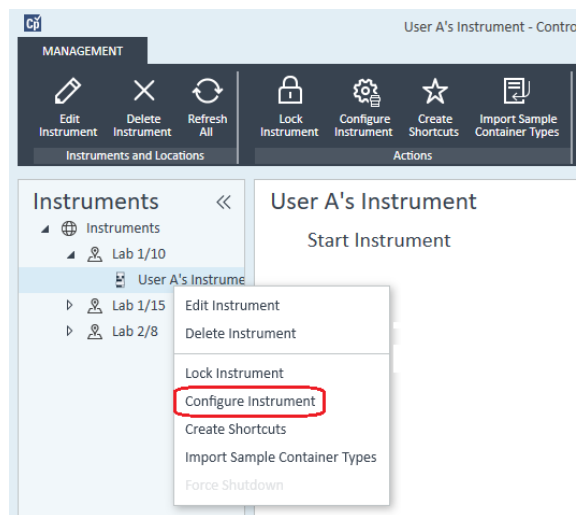 Cp
User A's Instrument - Contro
MANAGEMENT
Edit Instrument
Delete Instrument
Refresh All
Lock Instrument
Configure Instrument
Create Shortcuts
Import Sample Container Types
Instruments and Locations
Actions
Instruments
User A's Instrument
Start Instrument
Instruments
Lab 1/10
User A's Instrume
Lab 1/15
Lab 2/8
Edit Instrument
Delete Instrument
Lock Instrument
Configure Instrument
Create Shortcuts
Import Sample Container Types
Force Shutdown